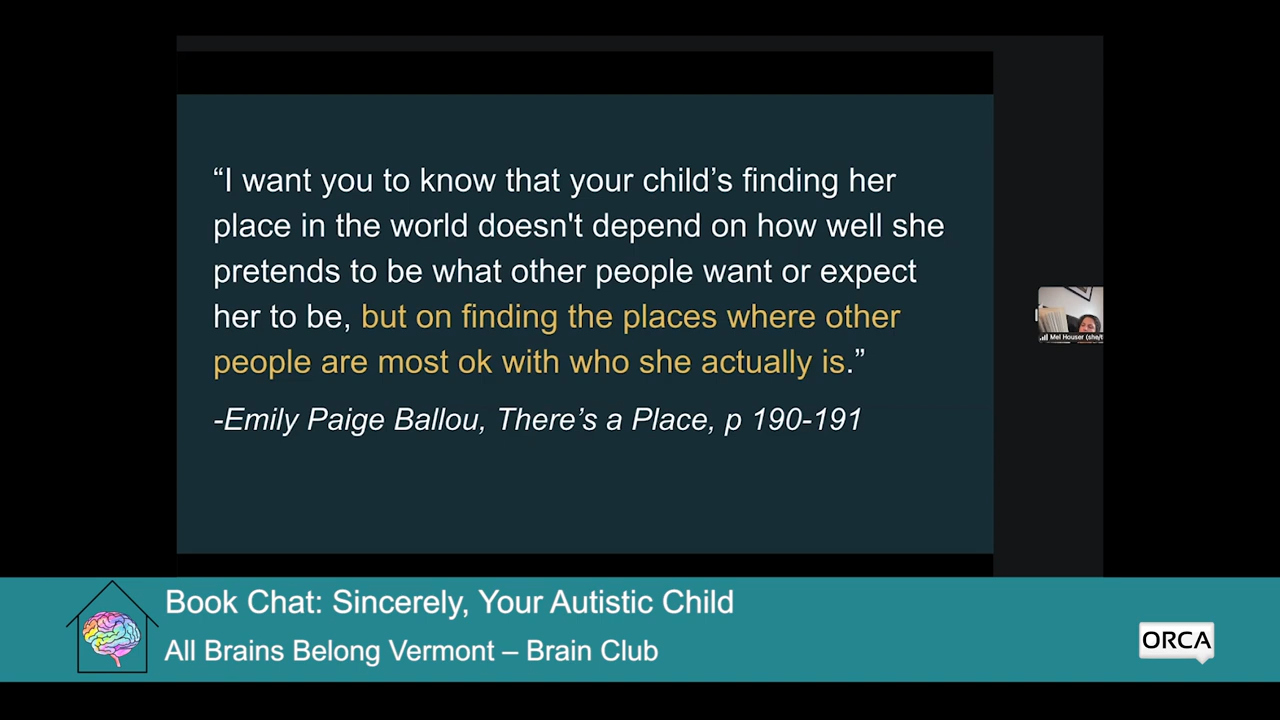 “I want you to know that your child’s finding her
place in the world doesn't depend on how well she
pretends to be what other people want or expect
her to be, but on finding the places where other
people are most ok with who she actually is.”
-Emily Paige Ballou, There’s a Place, p 190-191
Mel Houser (she/
Book Chat: Sincerely, Your Autistic Child
All Brains Belong Vermont – Brain Club
ORCA